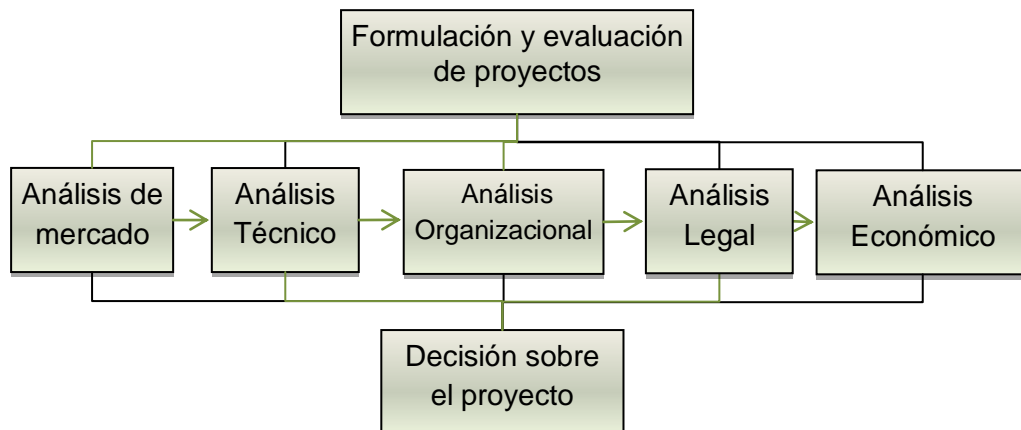 Formulación y evaluación
de proyectos
Análisis de
mercado
Análisis
Técnico
Análisis
Organizacional
Análisis
Legal
Análisis
Económico
Decisión sobre
el proyecto